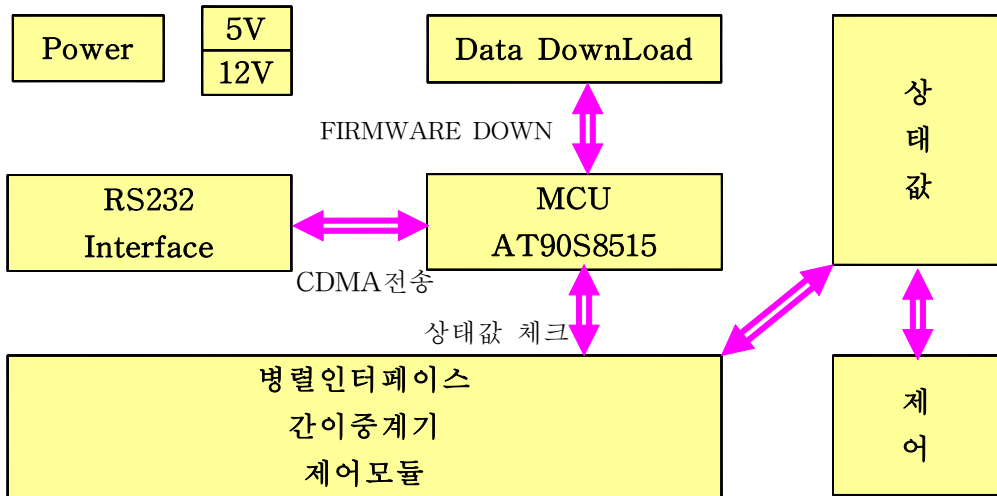 Power
5V
12V
Data DownLoad
FIRMWARE DOWN
RS232
Interface
MCU
AT90S8515
CDMA전송
상태값 체크
병렬인터페이스
간이중계기
제어모듈
상
태
값
제
어